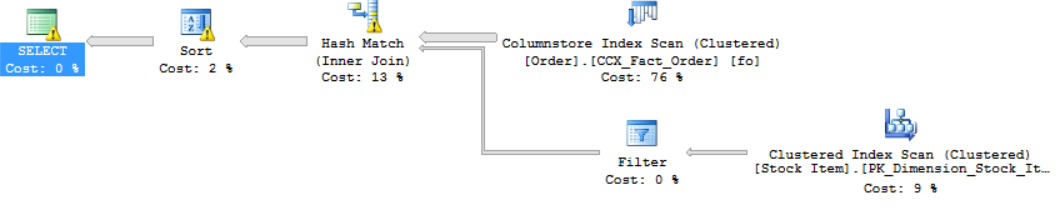 SELECT
Cost: 0 %
Sort
Cost: 2 %
Hash Match
(Inner Join)
Cost: 13 %
Columnstore Index Scan (Clustered)
[Order].[CCX_Fact_Order] [fo]
Cost: 76 %
Filter
Cost: 0 %
Clustered Index Scan (Clustered)
[Stock Item].[PK_Dimension_Stock_It…
Cost: 9 %